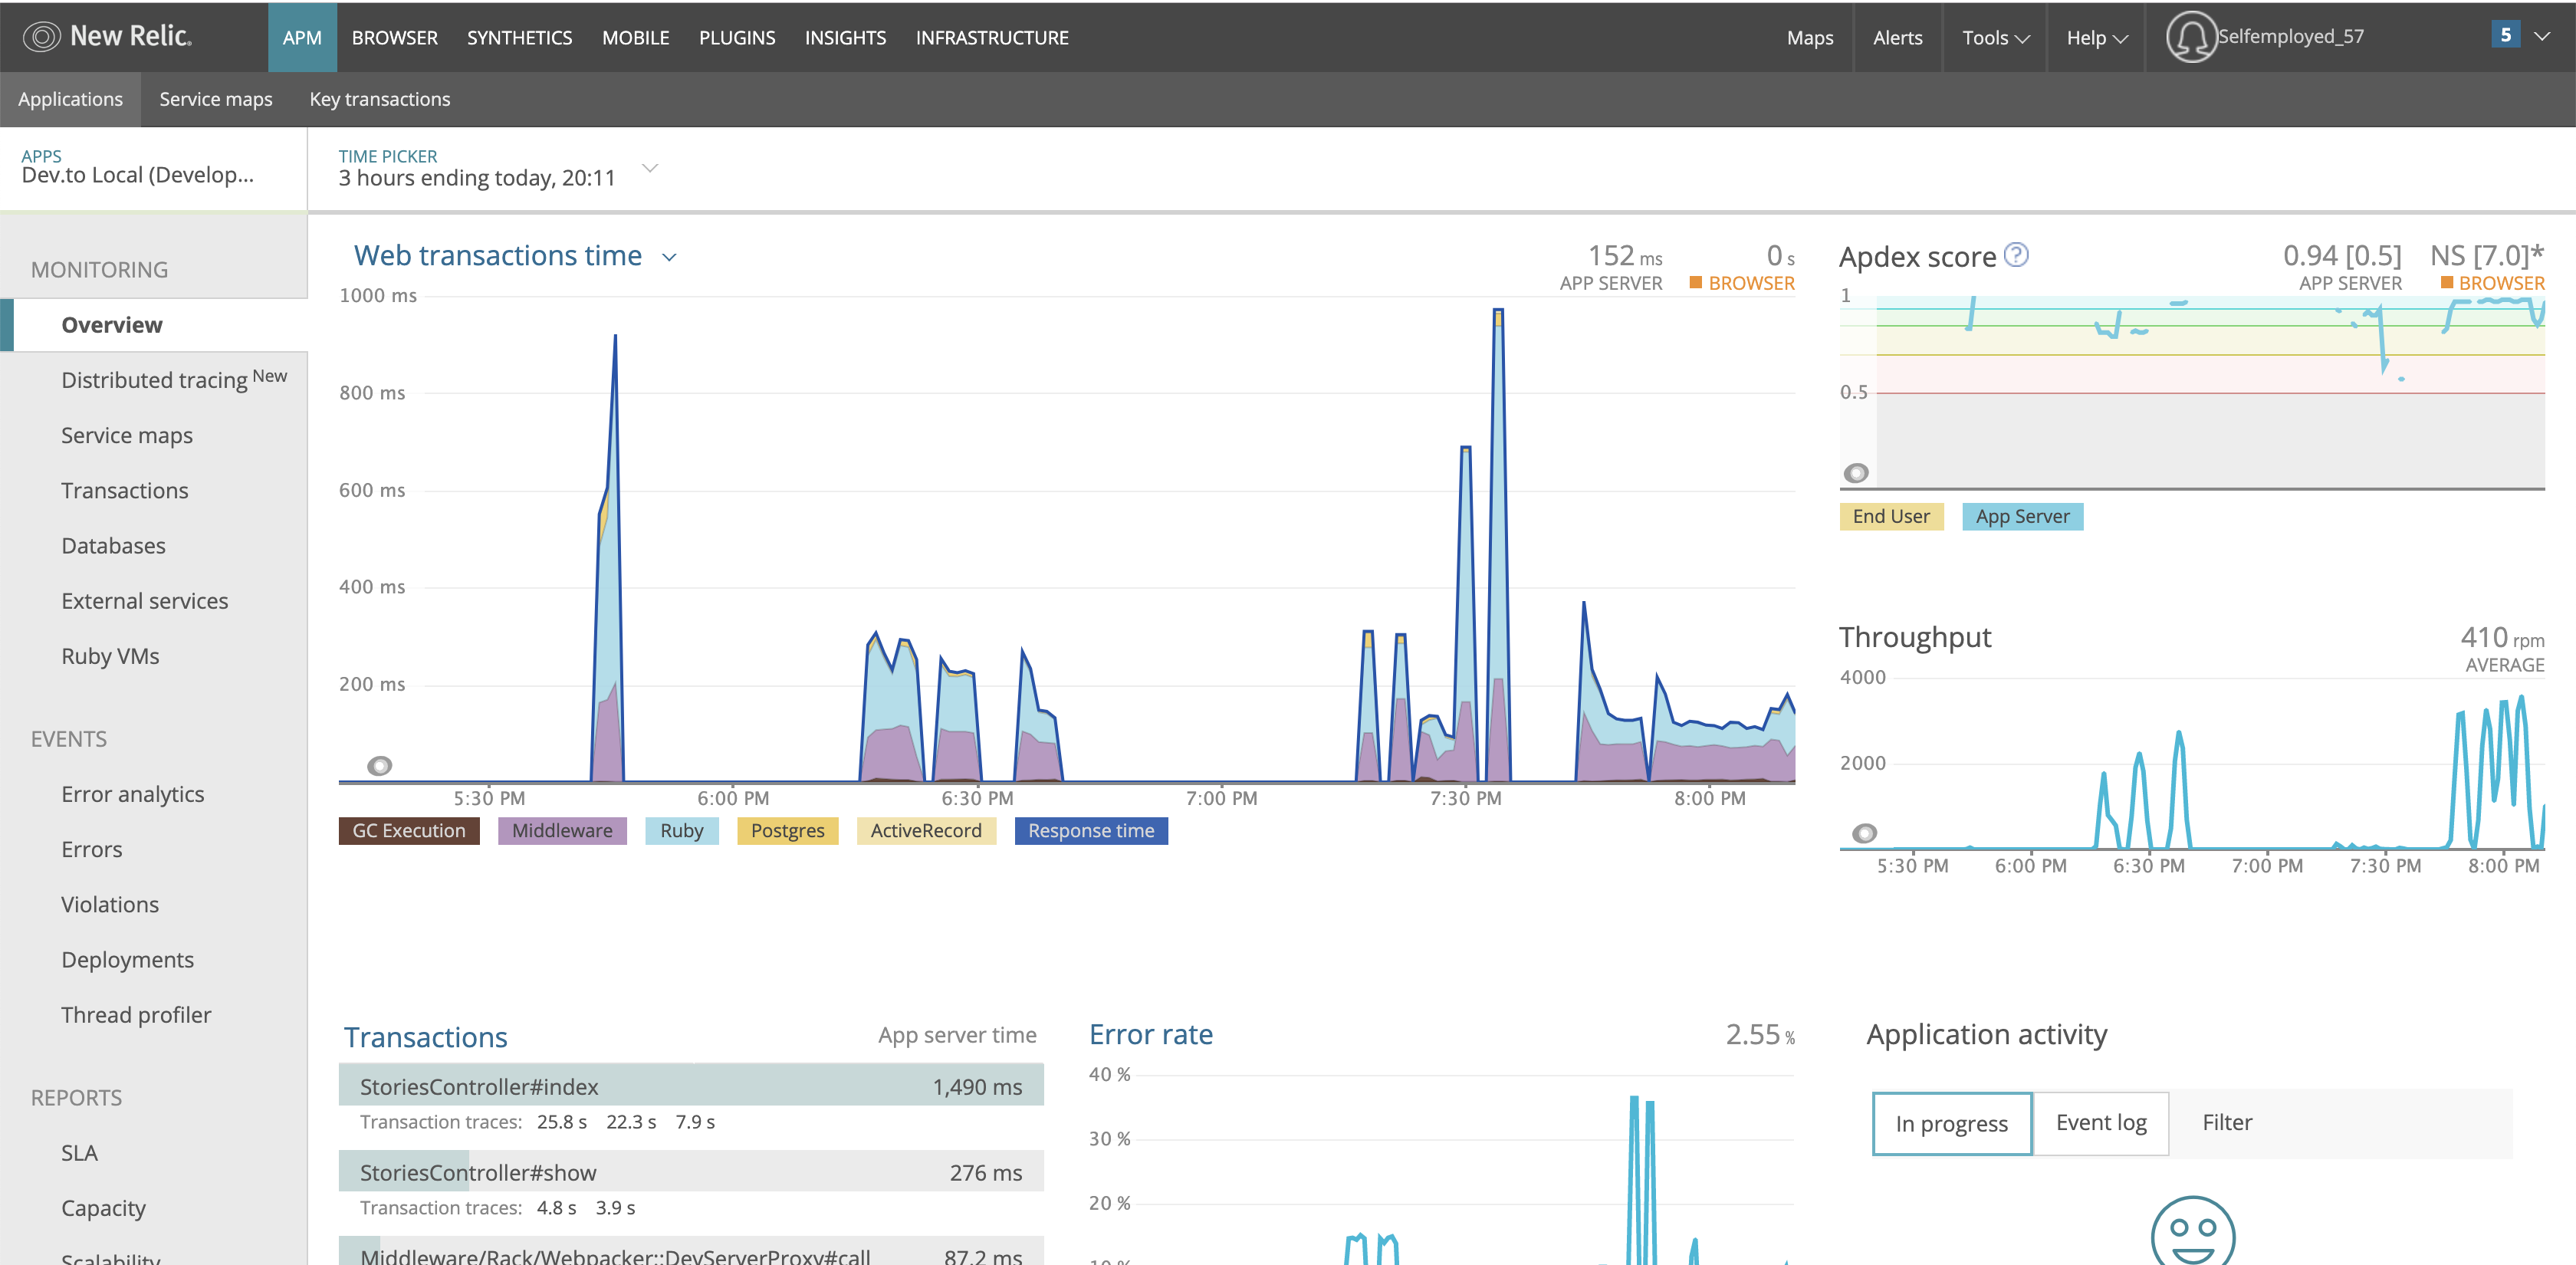 New Relic.
APM BROWSER SYNTHETICS MOBILE PLUGINS INSIGHTS INFRASTRUCTURE
Maps Alerts Tools Help Selfemployed_57 5
Applications Service maps Key transactions
APPS
Dev.to Local (Develop...
TIME PICKER
3 hours ending today, 20:11
MONITORING
Overview
Distributed tracing New
Service maps
Transactions
Databases
External services
Ruby VMs
EVENTS
Error analytics
Errors
Violations
Deployments
Thread profiler
REPORTS
SLA
Capacity
Scalability
Web transactions time
152 ms
APP SERVER
0 s
BROWSER
1000 ms
800 ms
600 ms
400 ms
200 ms
5:30 PM 6:00 PM 6:30 PM 7:00 PM 7:30 PM 8:00 PM
GC Execution Middleware Ruby Postgres ActiveRecord Response time
Apdex score ?
0.94 [0.5]
APP SERVER
NS [7.0]*
BROWSER
1
0.5
End User App Server
Throughput
410 rpm
AVERAGE
4000
2000
5:30 PM 6:00 PM 6:30 PM 7:00 PM 7:30 PM 8:00 PM
Transactions App server time
StoriesController#index 1,490 ms
Transaction traces: 25.8 s 22.3 s 7.9 s
StoriesController#show 276 ms
Transaction traces: 4.8 s 3.9 s
Middleware/Rack/Webpacker::DevServerProxy#call 87.2 ms
Error rate 2.55 %
40 %
30 %
20 %
10 %
Application activity
In progress Event log Filter